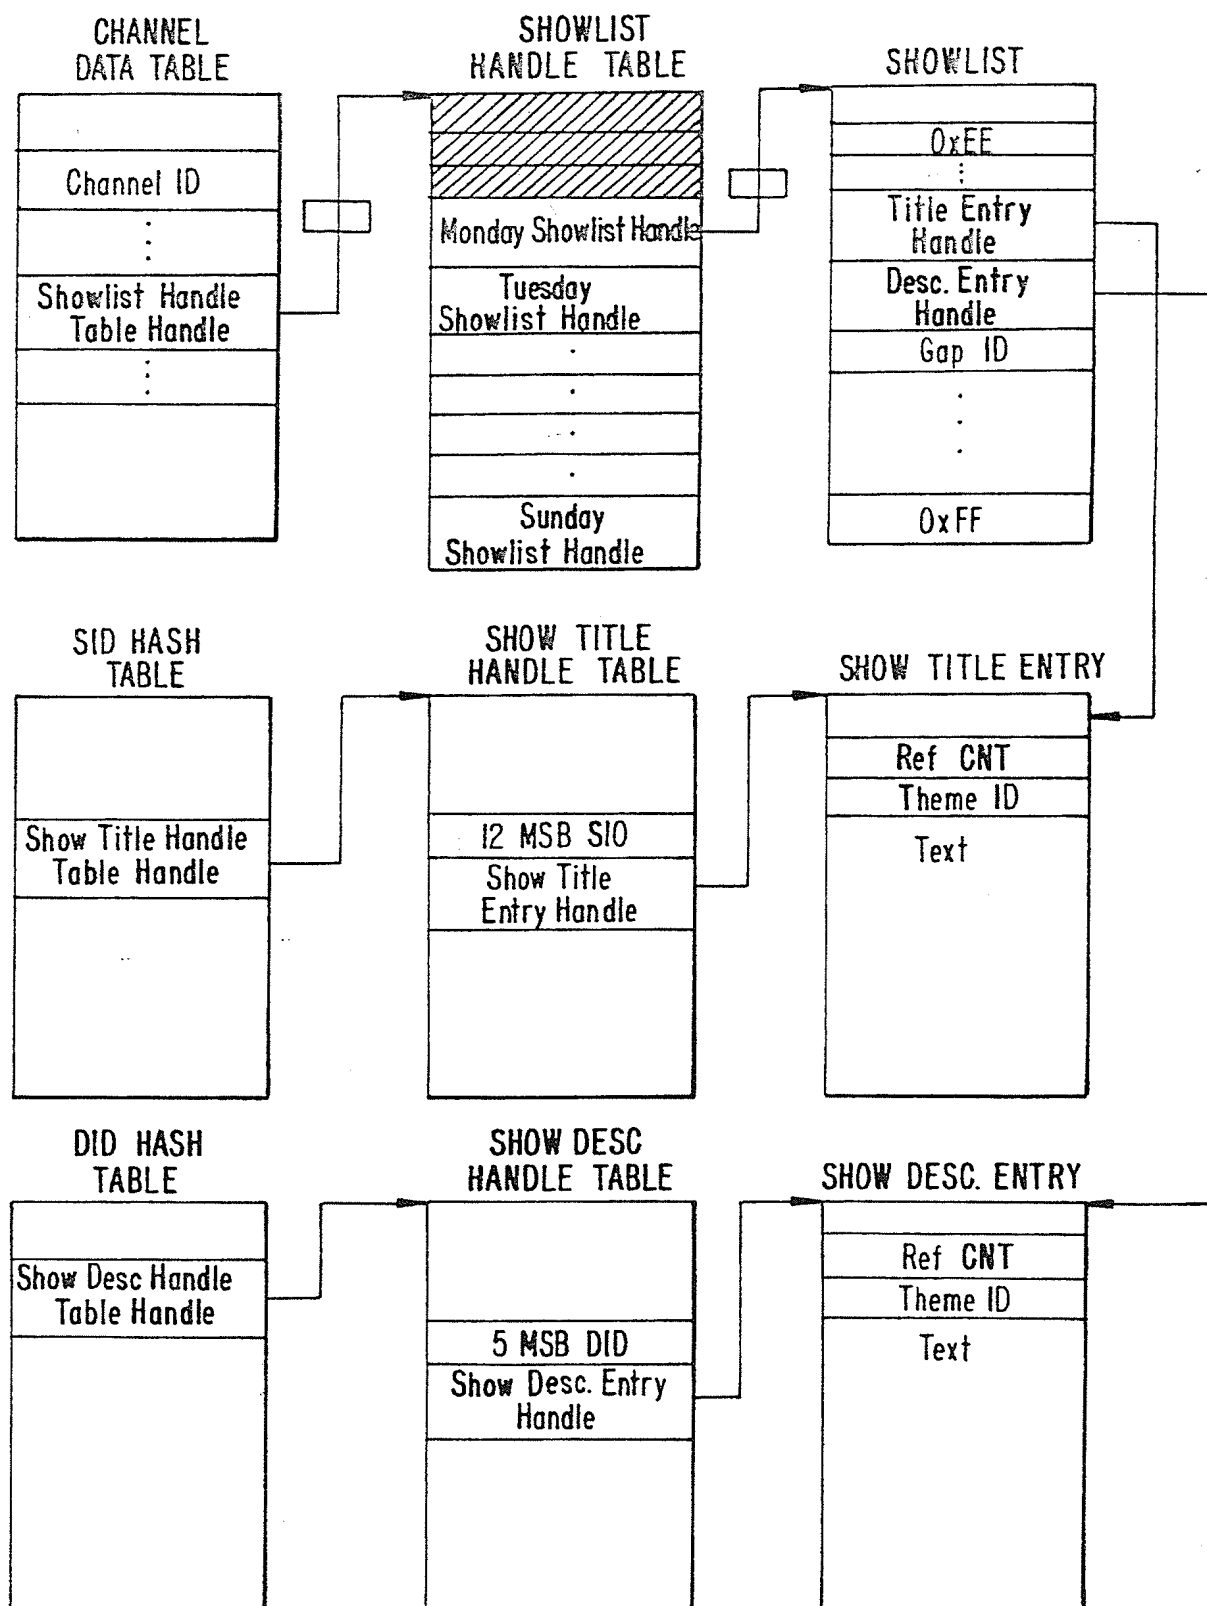 CHANNEL
DATA TABLE
Channel ID
Showlist Handle
Table Handle
SHOWLIST
HANDLE TABLE
Monday Showlist Handle
Tuesday
Showlist Handle
Sunday
Showlist Handle
SHOWLIST
0xEE
Title Entry
Handle
Desc. Entry
Handle
Gap ID
0xFF
SID HASH
TABLE
Show Title Handle
Table Handle
SHOW TITLE
HANDLE TABLE
12 MSB SIO
Show Title
Entry Handle
SHOW TITLE ENTRY
Ref CNT
Theme ID
Text
DID HASH
TABLE
Show Desc Handle
Table Handle
SHOW DESC
HANDLE TABLE
5 MSB DID
Show Desc. Entry
Handle
SHOW DESC. ENTRY
Ref CNT
Theme ID
Text